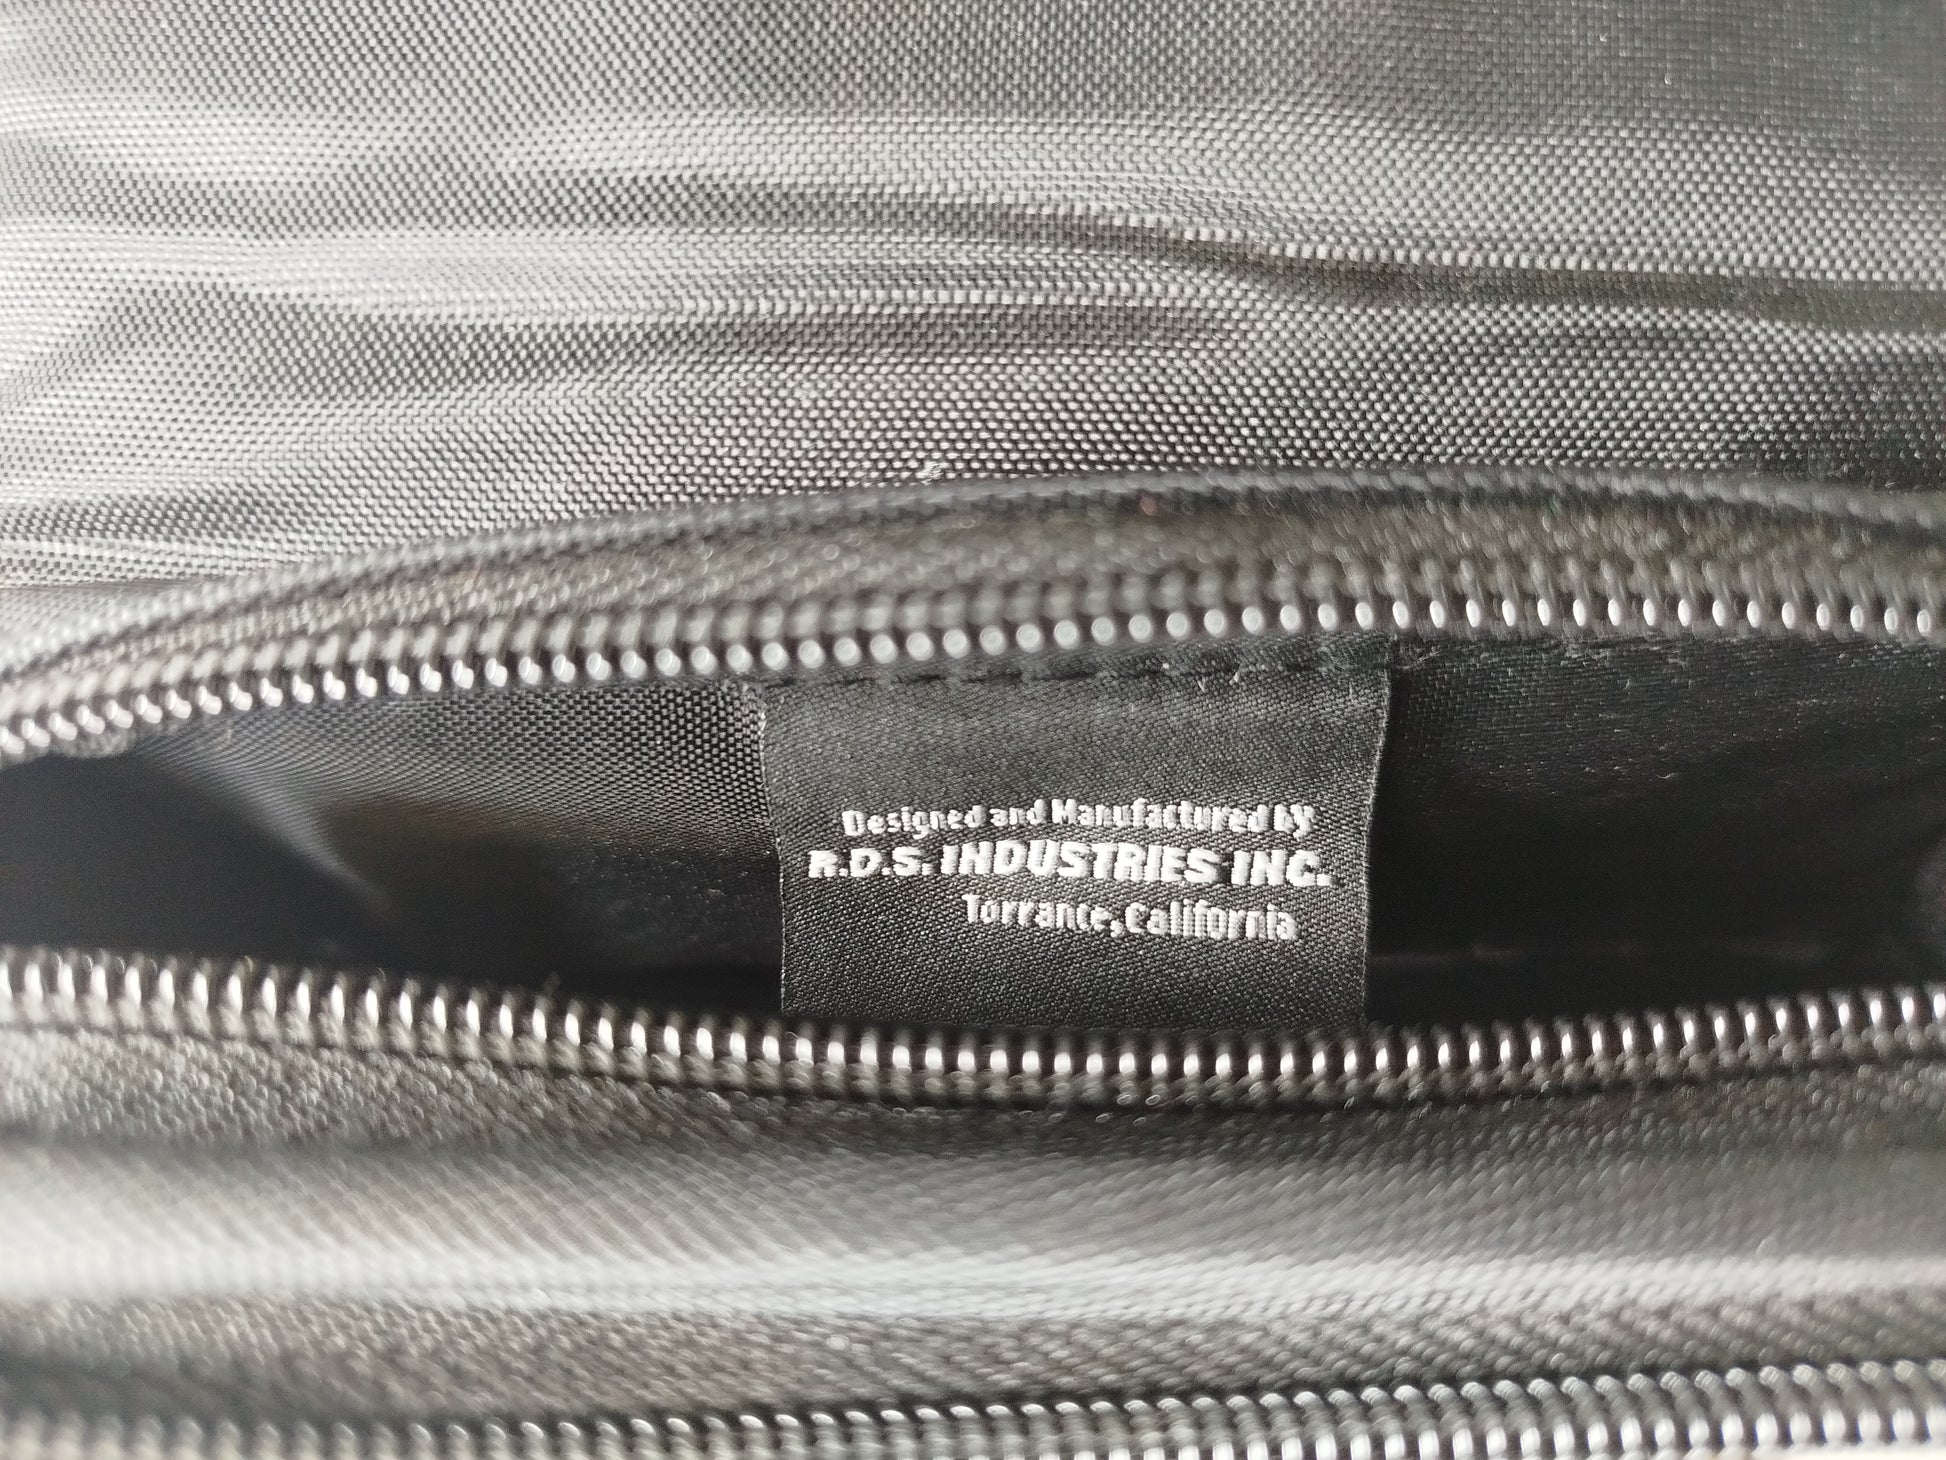 Designed and Manufactured by
R.D.S. INDUSTRIES INC.
Torrance, California